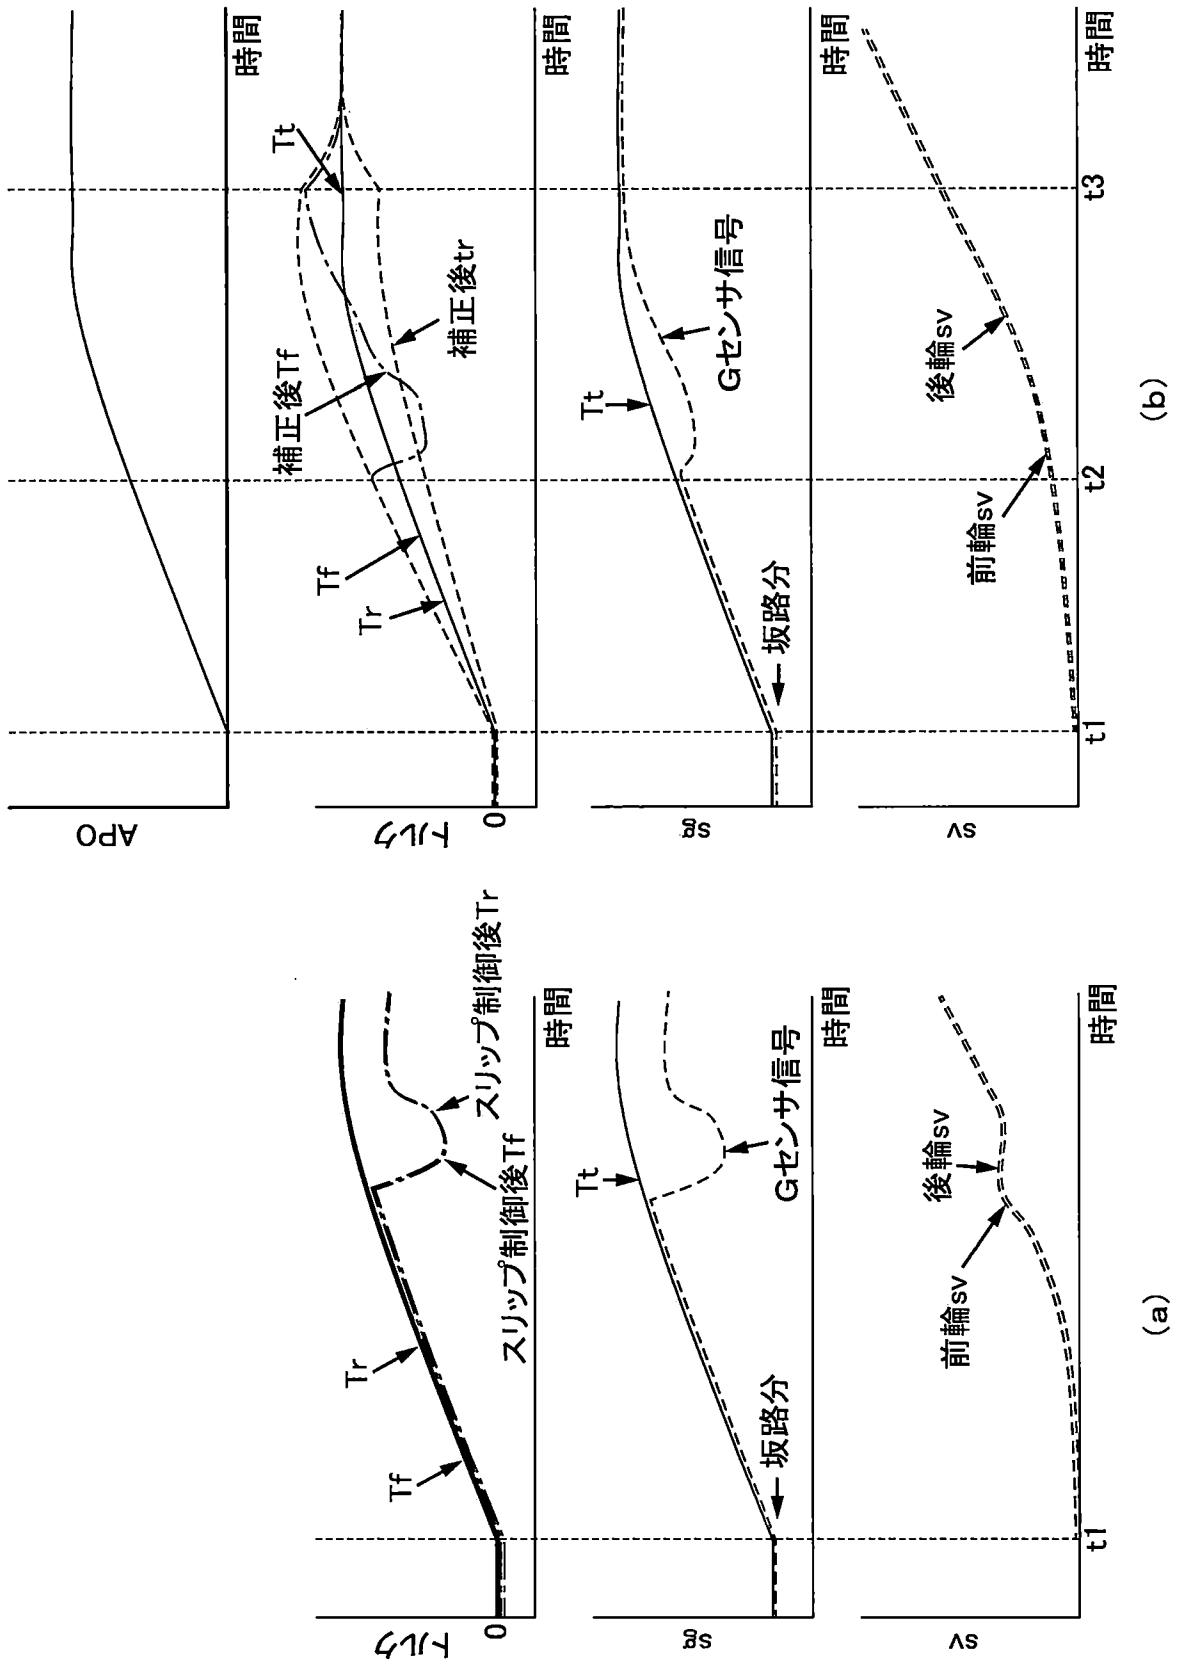 トルク
0
Tf
Tr
スリップ制御後Tf
スリップ制御後Tr
時間
sg
坂路分
Tt
Gセンサ信号
時間
sv
t1
前輪sv
後輪sv
時間
(a)
APO
時間
トルク
0
Tr
Tf
補正後Tf
補正後tr
Tt
時間
sg
坂路分
Tt
Gセンサ信号
時間
sv
前輪sv
後輪sv
t1
t2
t3
時間
(b)